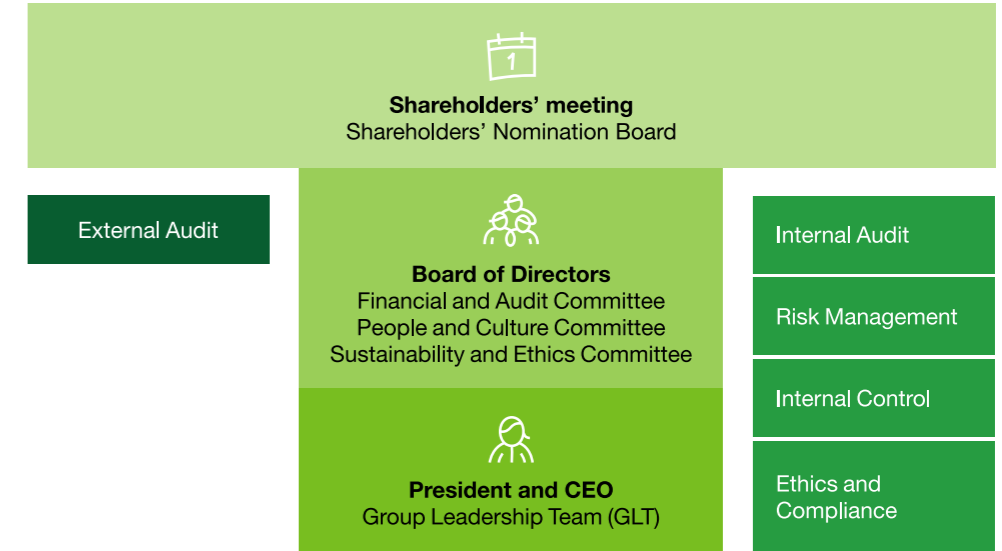 1
Shareholders’ meeting
Shareholders’ Nomination Board
External Audit
Board of Directors
Financial and Audit Committee
People and Culture Committee
Sustainability and Ethics Committee
President and CEO
Group Leadership Team (GLT)
Internal Audit
Risk Management
Internal Control
Ethics and
Compliance